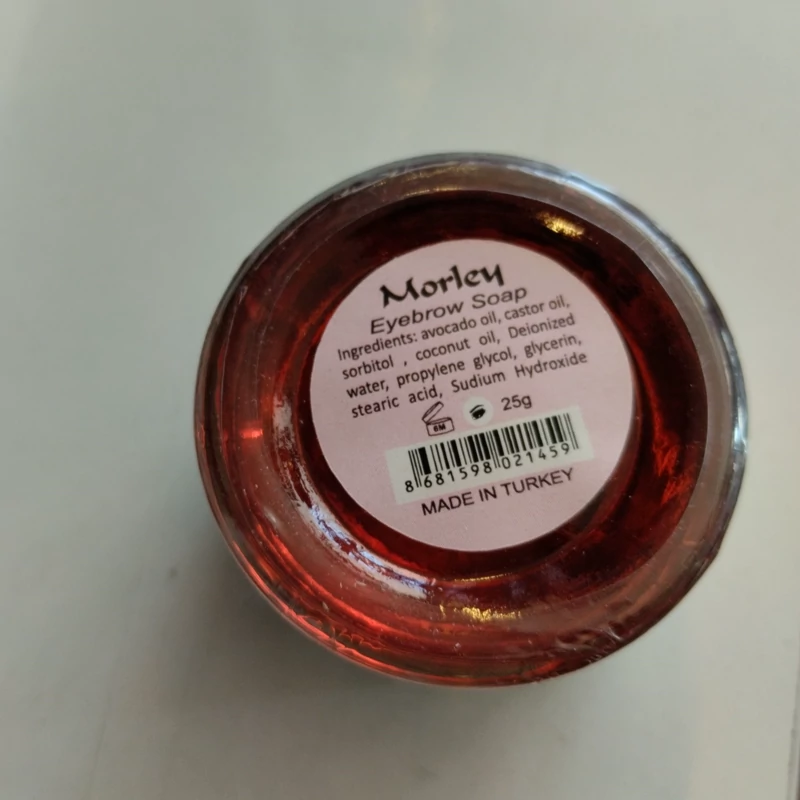 Morley
Eyebrow Soap
Ingredients: avocado oil, castor oil,
sorbitol , coconut oil, Deionized
water, propylene glycol, glycerin,
stearic acid, Sudium Hydroxide
6M
25g
8 681598 021459
MADE IN TURKEY